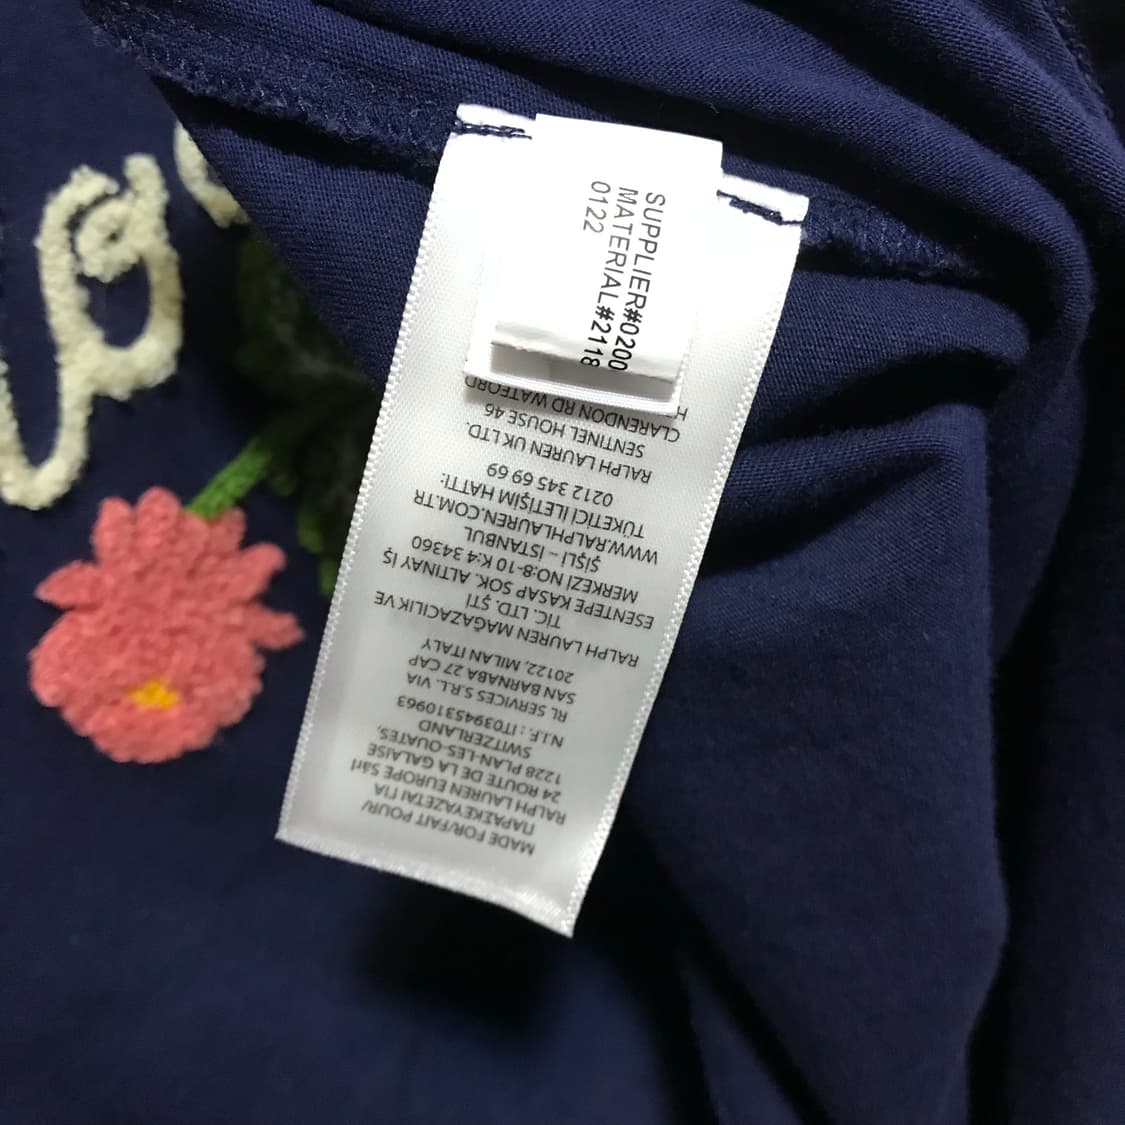 SUPPLIER#0200
MATERIAL#2118
0122
MADE FOR/FAIT POUR/
ΠΑΡΑΣΚΕΥΑΖΕΤΑΙ ΓΙΑ
RALPH LAUREN EUROPE Sàrl
24 ROUTE DE LA GALAISE
1228 PLAN-LES-OUATES,
SWITZERLAND
N.I.F. : IT03945310963
RL SERVICES S.R.L. VIA
SAN BARNABA 27 CAP
20122, MILAN ITALY
RALPH LAUREN MAĞAZACILIK VE
TİC. LTD. ŞTİ
ESENTEPE KASAP SOK. ALTINAY İŞ
MERKEZİ NO:8-10 K:4 34360
ŞİŞLİ – İSTANBUL
WWW.RALPHLAUREN.COM.TR
TÜKETİCİ İLETİŞİM HATTI:
0212 345 69 69
RALPH LAUREN UK LTD.
SENTINEL HOUSE 46
CLARENDON RD WATFORD